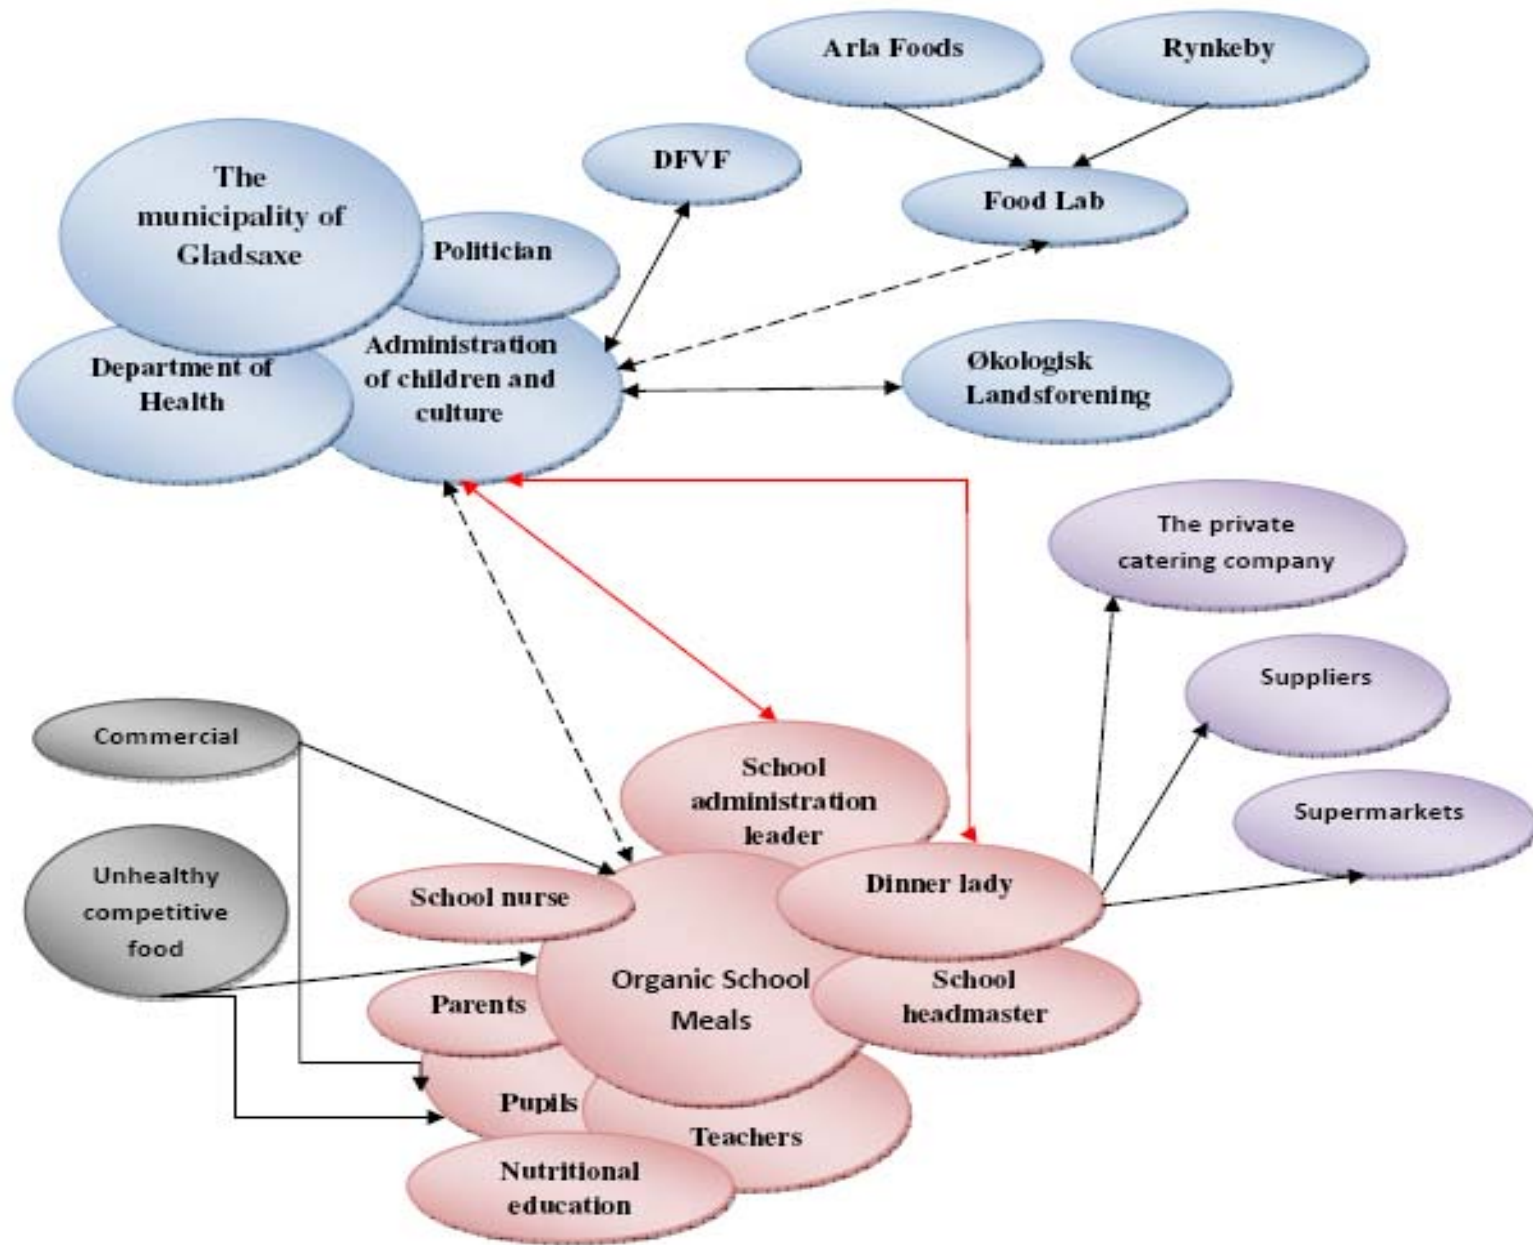 Arla Foods
Rynkeby
DFVF
The
municipality of
Gladsaxe
Food Lab
Politician
Administration
of children and
culture
Department of
Health
Økologisk
Landsforening
The private
catering company
Suppliers
Supermarkets
Commercial
Unhealthy
competitive
food
School
administration
leader
Dinner lady
School nurse
Organic School
Meals
School
headmaster
Parents
Pupils
Teachers
Nutritional
education